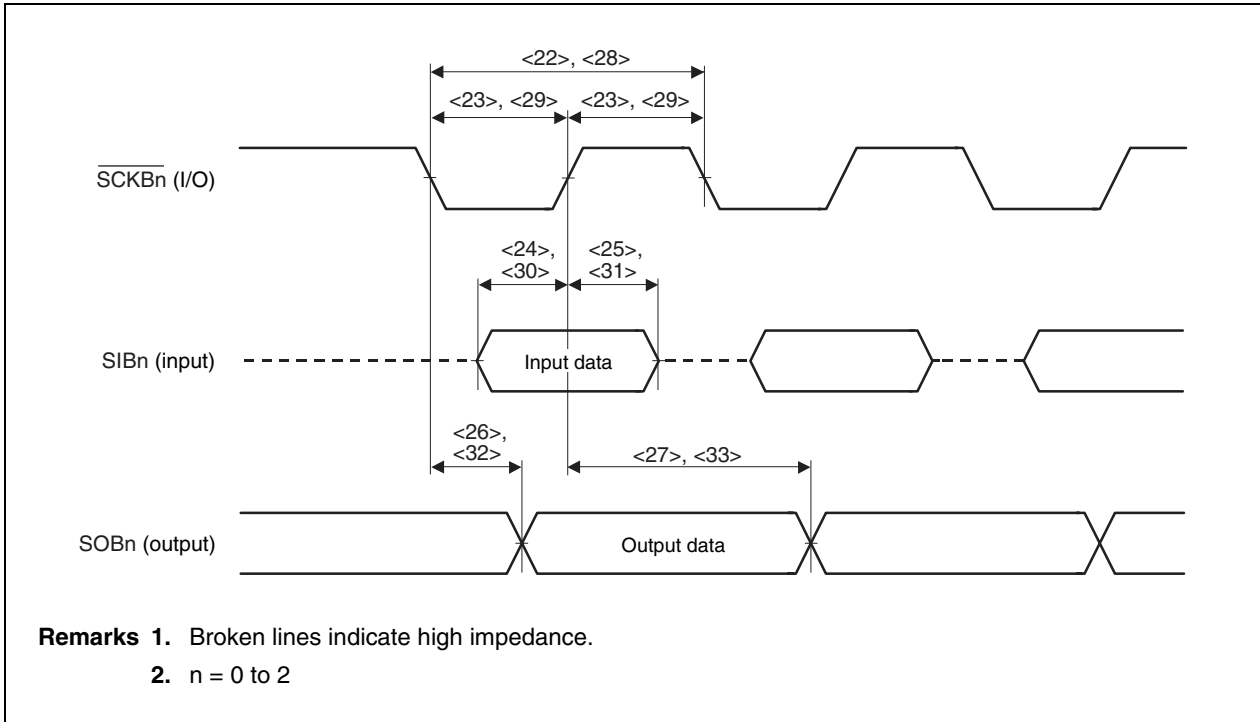 <22>, <28>
<23>, <29> <23>, <29>
SCKBn (I/O)
<24>,
<30>
<25>,
<31>
SIBn (input)
Input data
<26>,
<32>
<27>, <33>
SOBn (output)
Output data
Remarks 1. Broken lines indicate high impedance.
2. n = 0 to 2